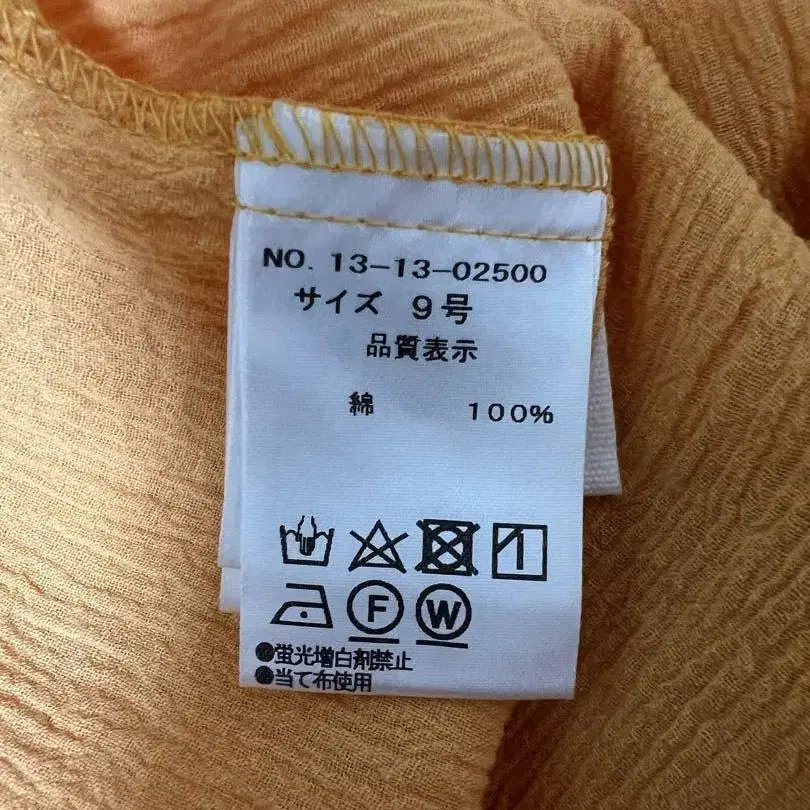 NO. 13-13-02500
サイズ 9号
品質表示
綿 100%
F W
●蛍光増白剤禁止
●当て布使用